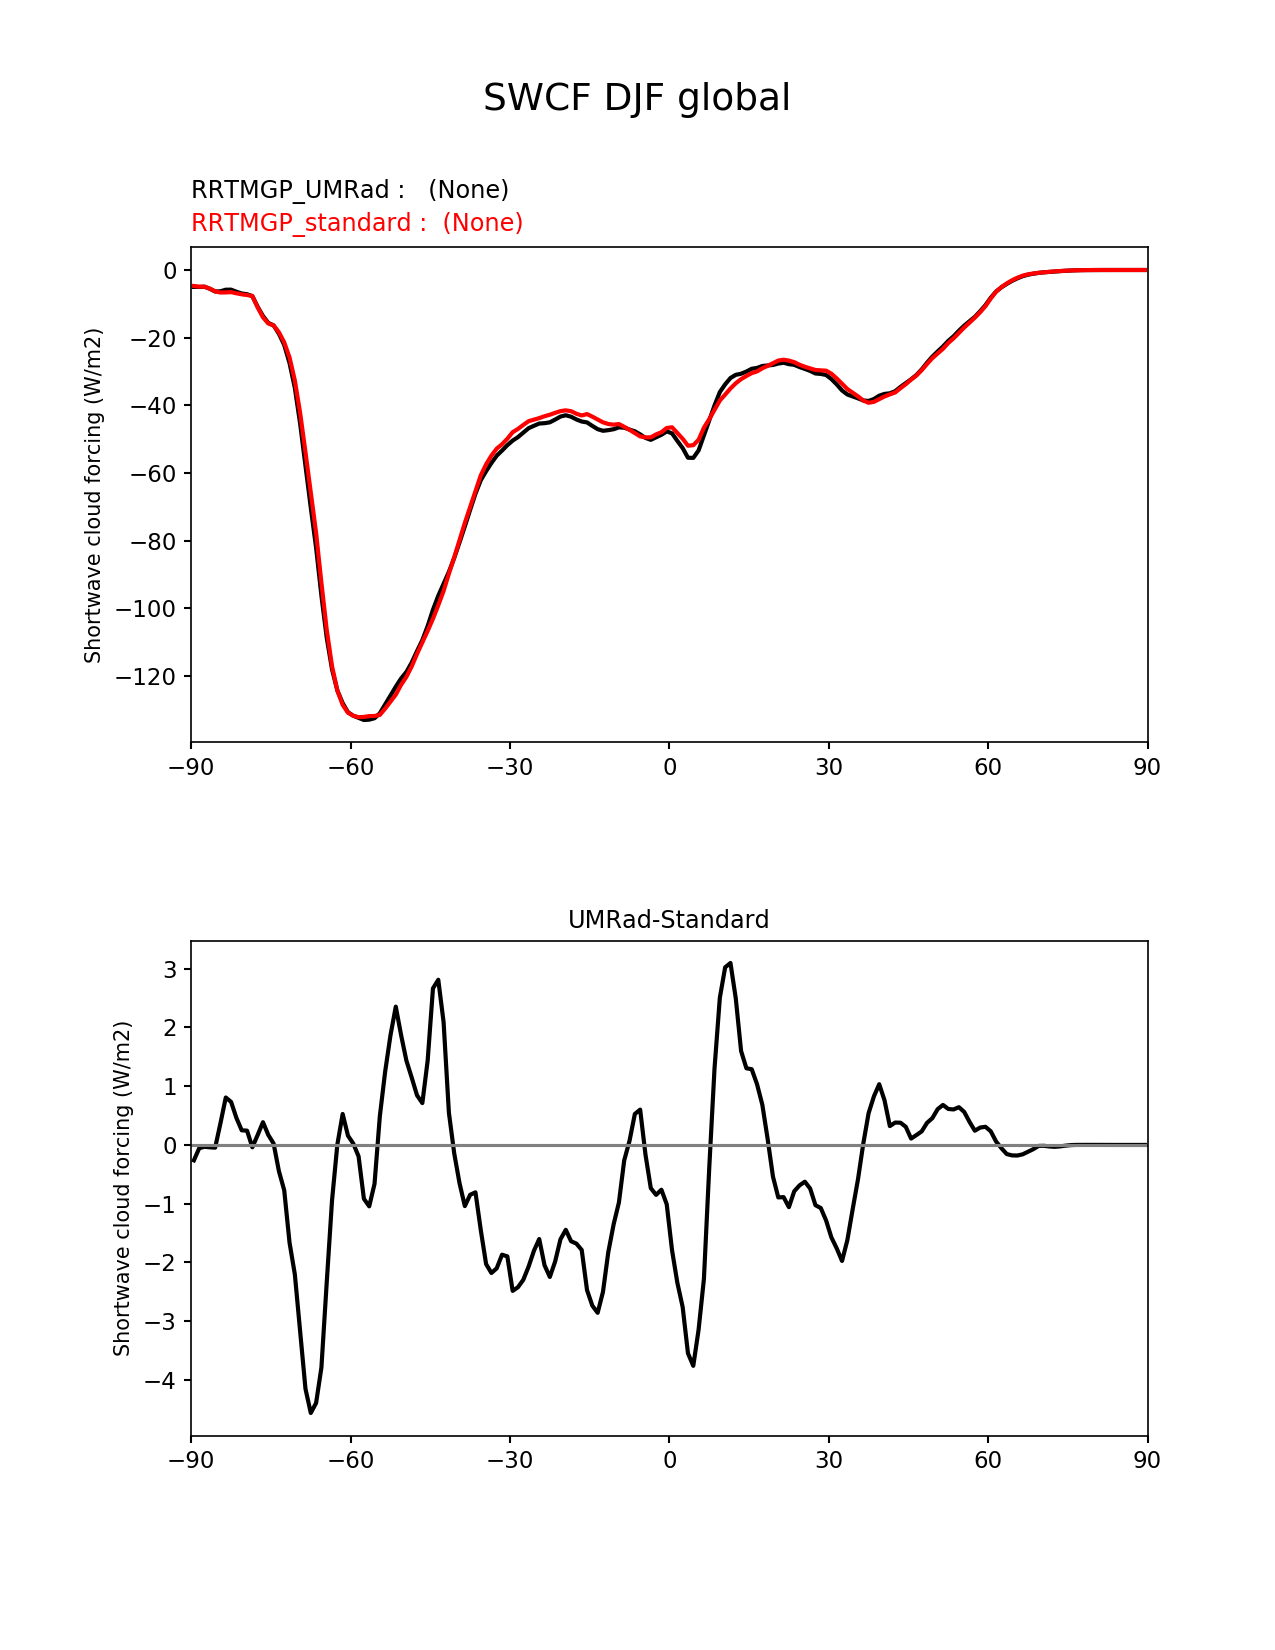 SWCF DJF global
RRTMGP_UMRad :   (None)
RRTMGP_standard :  (None)
Shortwave cloud forcing (W/m2)
0
−20
−40
−60
−80
−100
−120
−90 −60 −30 0 30 60 90
UMRad-Standard
Shortwave cloud forcing (W/m2)
3
2
1
0
−1
−2
−3
−4
−90 −60 −30 0 30 60 90